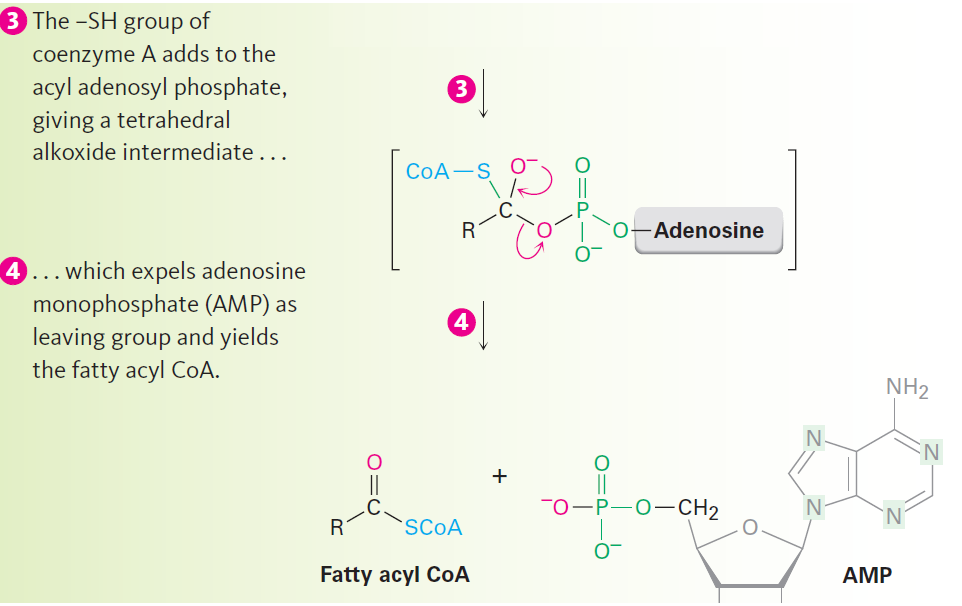 3 The –SH group of
coenzyme A adds to the
acyl adenosyl phosphate,
giving a tetrahedral
alkoxide intermediate . . .
3
CoA—S O– O
C P
R O O—Adenosine
O–
4 . . . which expels adenosine
monophosphate (AMP) as
leaving group and yields
the fatty acyl CoA.
4
NH2
N N
O + O
C –O—P—O—CH2 N N
R SCoA O
O–
Fatty acyl CoA AMP